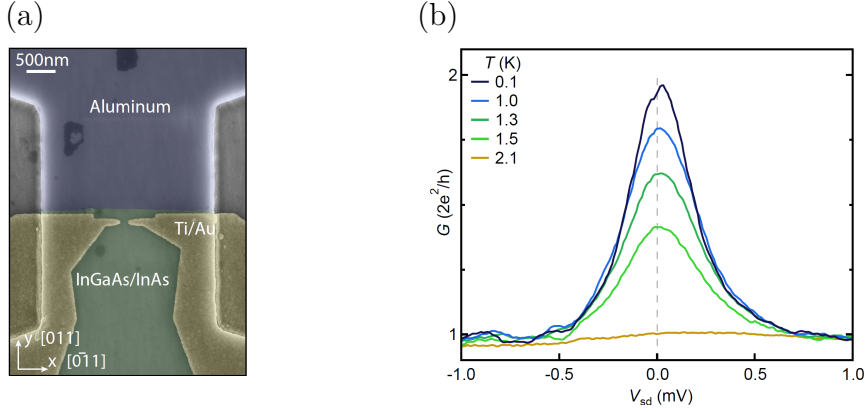 (a)
500nm
Aluminum
Ti/Au
InGaAs/InAs
y [011]
x [0-11]
(b)
T (K)
0.1
1.0
1.3
1.5
2.1
G (2e²/h)
2
1
-1.0 -0.5 0.0 0.5 1.0
V_sd (mV)